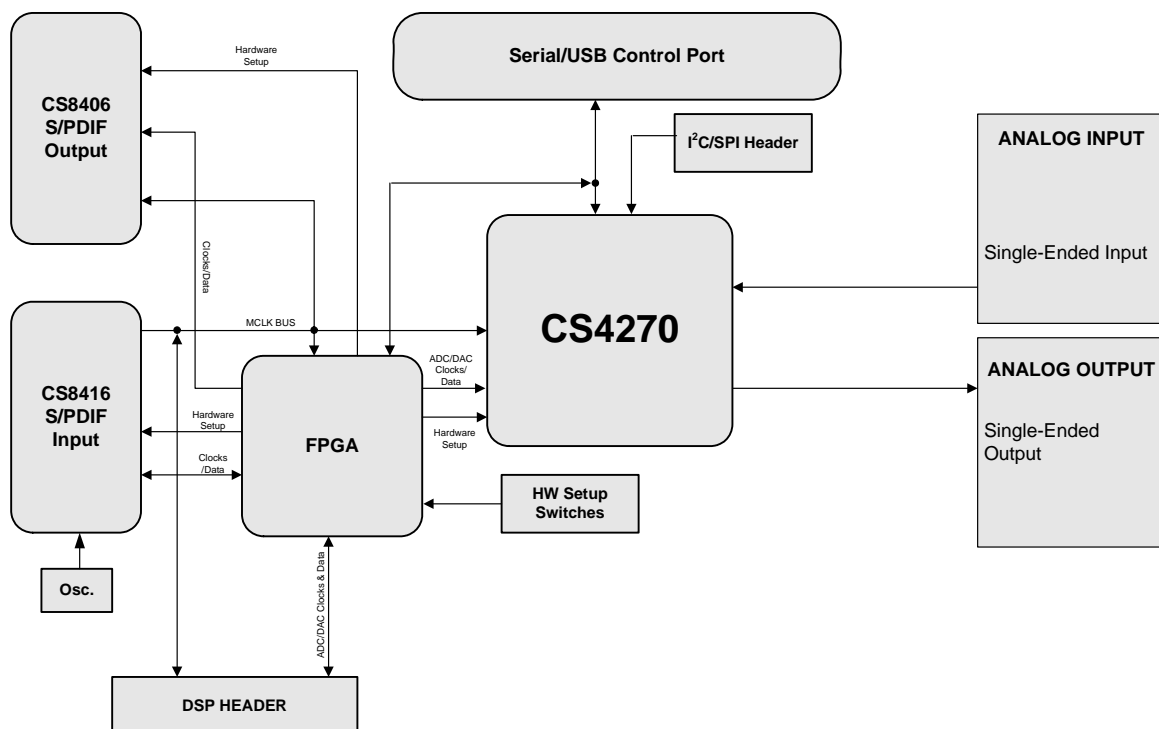 Hardware
Setup
Serial/USB Control Port
CS8406
S/PDIF
Output
I²C/SPI Header
ANALOG INPUT
Single-Ended Input
Clocks/Data
MCLK BUS
CS4270
CS8416
S/PDIF
Input
ADC/DAC
Clocks/
Data
ANALOG OUTPUT
Single-Ended
Output
Hardware
Setup
FPGA
Hardware
Setup
Clocks
/Data
HW Setup
Switches
Osc.
ADC/DAC Clocks & Data
DSP HEADER